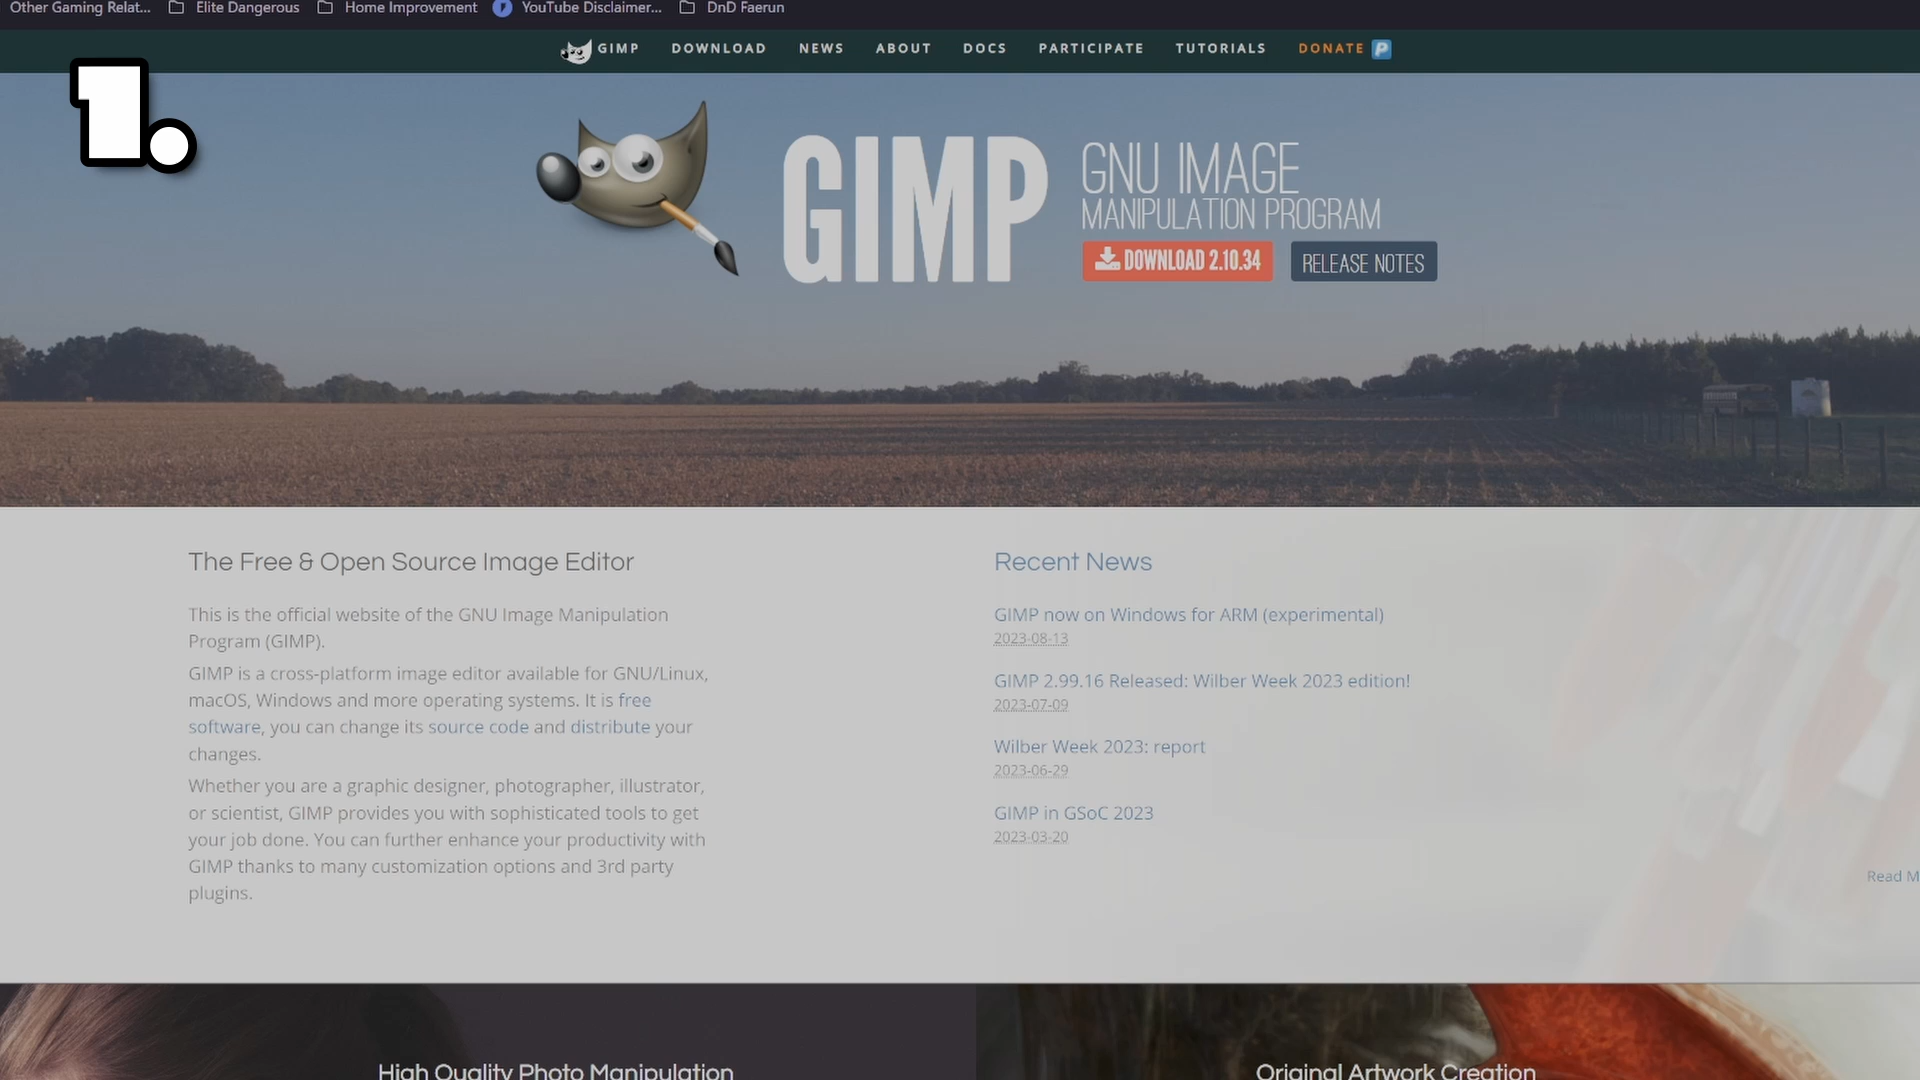 Other Gaming Relat... Elite Dangerous Home Improvement YouTube Disclaimer... DnD Faerun
GIMP DOWNLOAD NEWS ABOUT DOCS PARTICIPATE TUTORIALS DONATE
1.
GIMP
GNU IMAGE
MANIPULATION PROGRAM
DOWNLOAD 2.10.34 RELEASE NOTES
The Free & Open Source Image Editor
This is the official website of the GNU Image Manipulation
Program (GIMP).
GIMP is a cross-platform image editor available for GNU/Linux,
macOS, Windows and more operating systems. It is free
software, you can change its source code and distribute your
changes.
Whether you are a graphic designer, photographer, illustrator,
or scientist, GIMP provides you with sophisticated tools to get
your job done. You can further enhance your productivity with
GIMP thanks to many customization options and 3rd party
plugins.
Recent News
GIMP now on Windows for ARM (experimental)
2023-08-13
GIMP 2.99.16 Released: Wilber Week 2023 edition!
2023-07-09
Wilber Week 2023: report
2023-06-29
GIMP in GSoC 2023
2023-03-20
Read M
High Quality Photo Manipulation
Original Artwork Creation